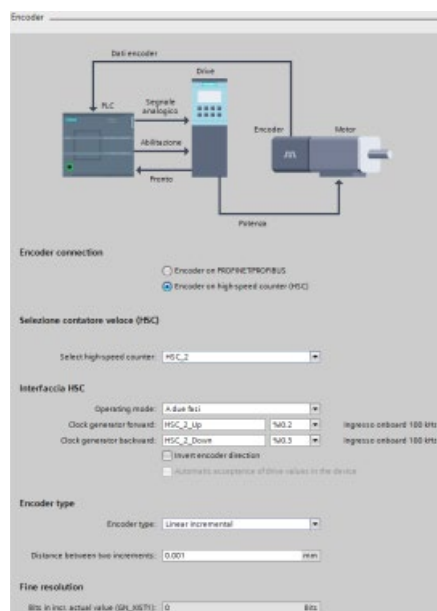 Encoder
Dati encoder
Drive
PLC
Segnale
analogico
Encoder
Motor
Abilitazione
Pronto
Potenza
Encoder connection
Encoder on PROFINET/PROFIBUS
Encoder on high-speed counter (HSC)
Selezione contatore veloce (HSC)
Select high-speed counter: HSC_2
Interfaccia HSC
Operating mode: A due fasi
Clock generator forward: HSC_2_Up %I0.2 Ingresso onboard 100 kHz
Clock generator backward: HSC_2_Down %I0.3 Ingresso onboard 100 kHz
Invert encoder direction
Automatic acceptance of drive values in the device
Encoder type
Encoder type: Linear incremental
Distance between two increments: 0.001 mm
Fine resolution
Bits in incr. actual value (GN_XIST1): 0 Bits